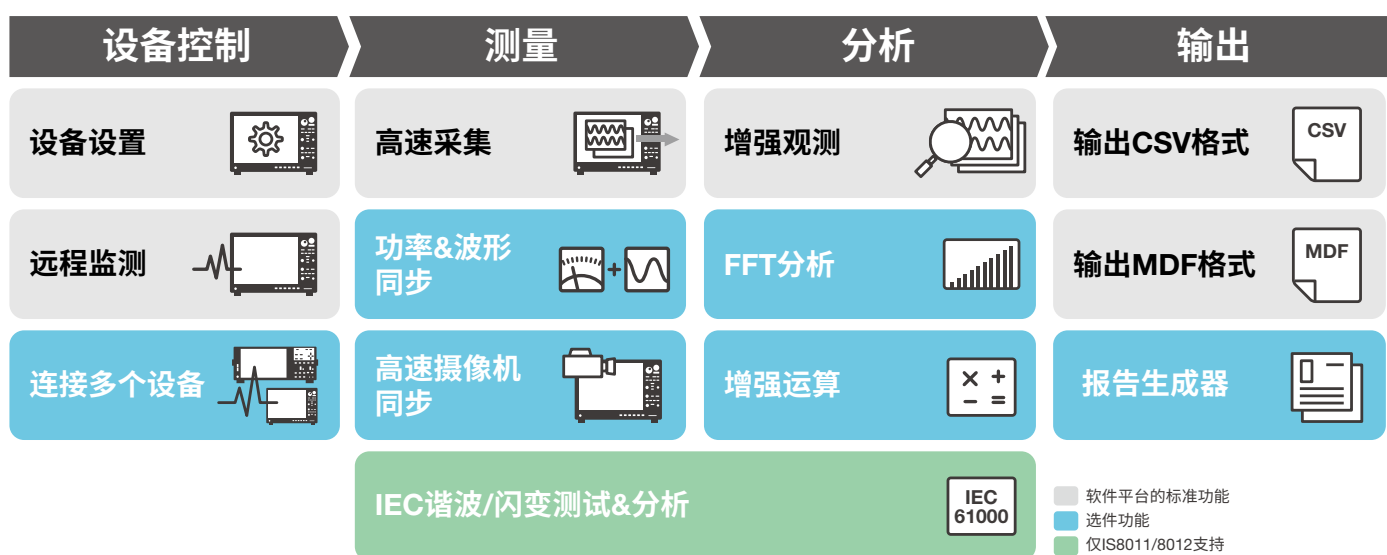 设备控制
测量
分析
输出
设备设置
高速采集
增强观测
输出CSV格式
CSV
远程监测
功率&波形
同步
+
FFT分析
输出MDF格式
MDF
连接多个设备
高速摄像机
同步
增强运算
× +
− =
报告生成器
IEC谐波/闪变测试&分析
IEC
61000
软件平台的标准功能
选件功能
仅IS8011/8012支持